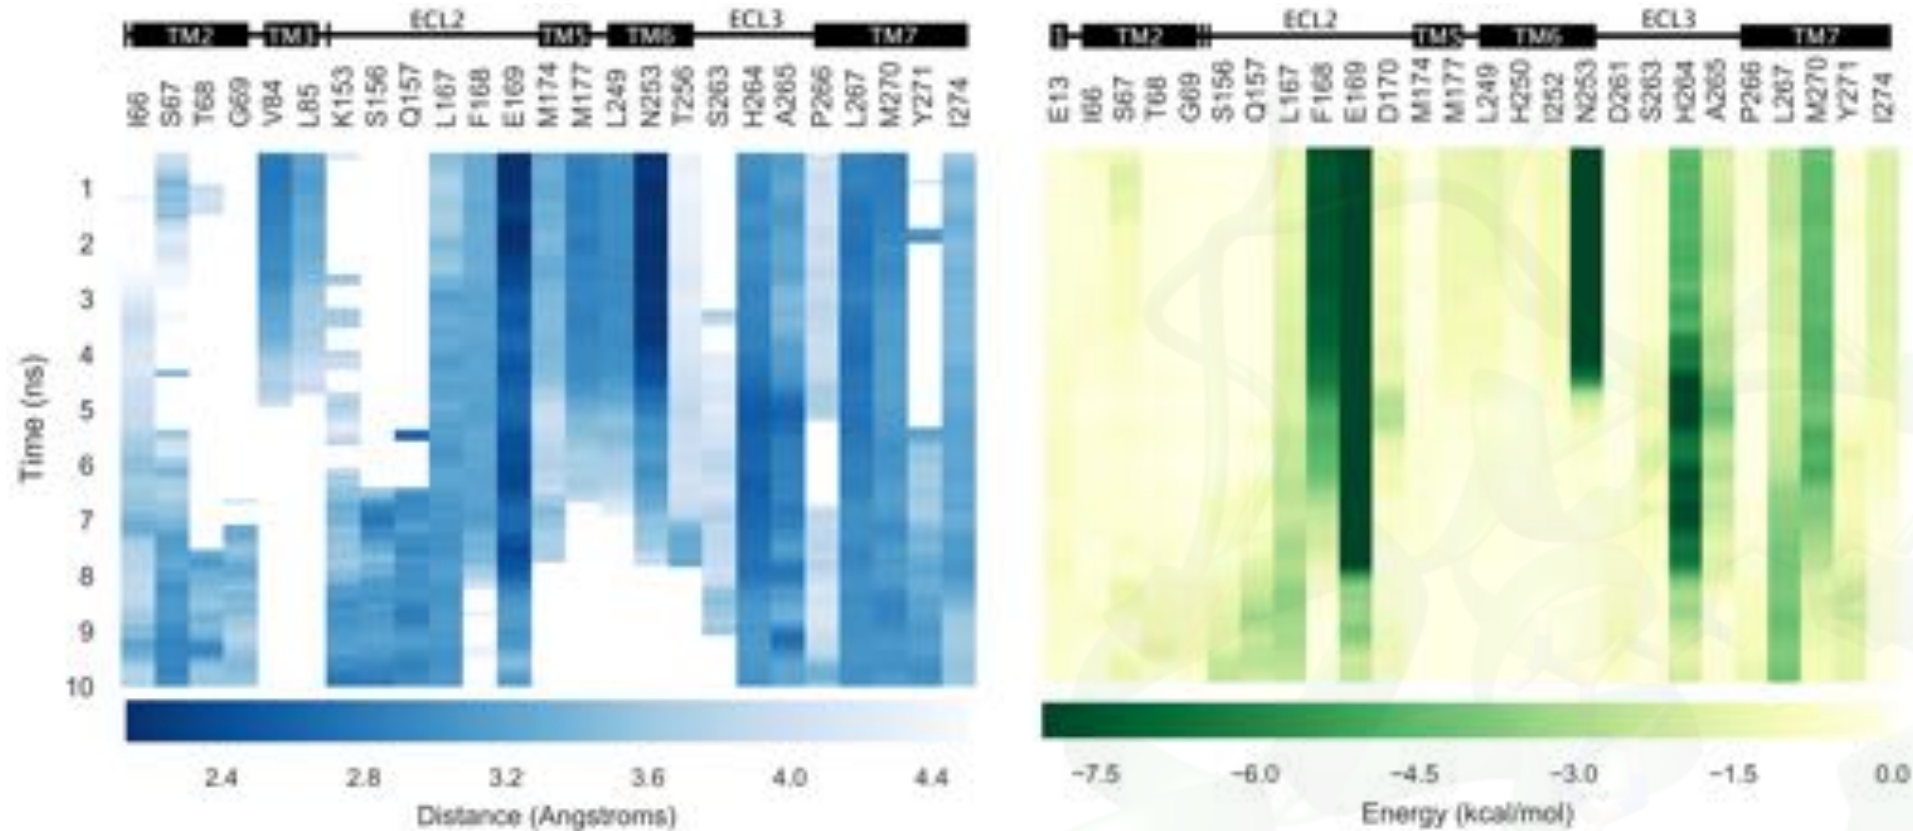 ECL2 ECL3
TM2 TM3 TM5 TM6 TM7
I66 S67 T68 G69 V84 L85 K153 S156 Q157 L167 F168 E169 M174 M177 L249 N253 T256 S263 H264 A265 P266 L267 M270 Y271 I274
Time (ns)
1
2
3
4
5
6
7
8
9
10
2.4 2.8 3.2 3.6 4.0 4.4
Distance (Angstroms)
ECL2 ECL3
TM2 TM5 TM6 TM7
E13 I66 S67 T68 G69 S156 Q157 L167 F168 E169 D170 M174 M177 L249 H250 I252 N253 D261 S263 H264 A265 P266 L267 M270 Y271 I274
−7.5 −6.0 −4.5 −3.0 −1.5 0.0
Energy (kcal/mol)